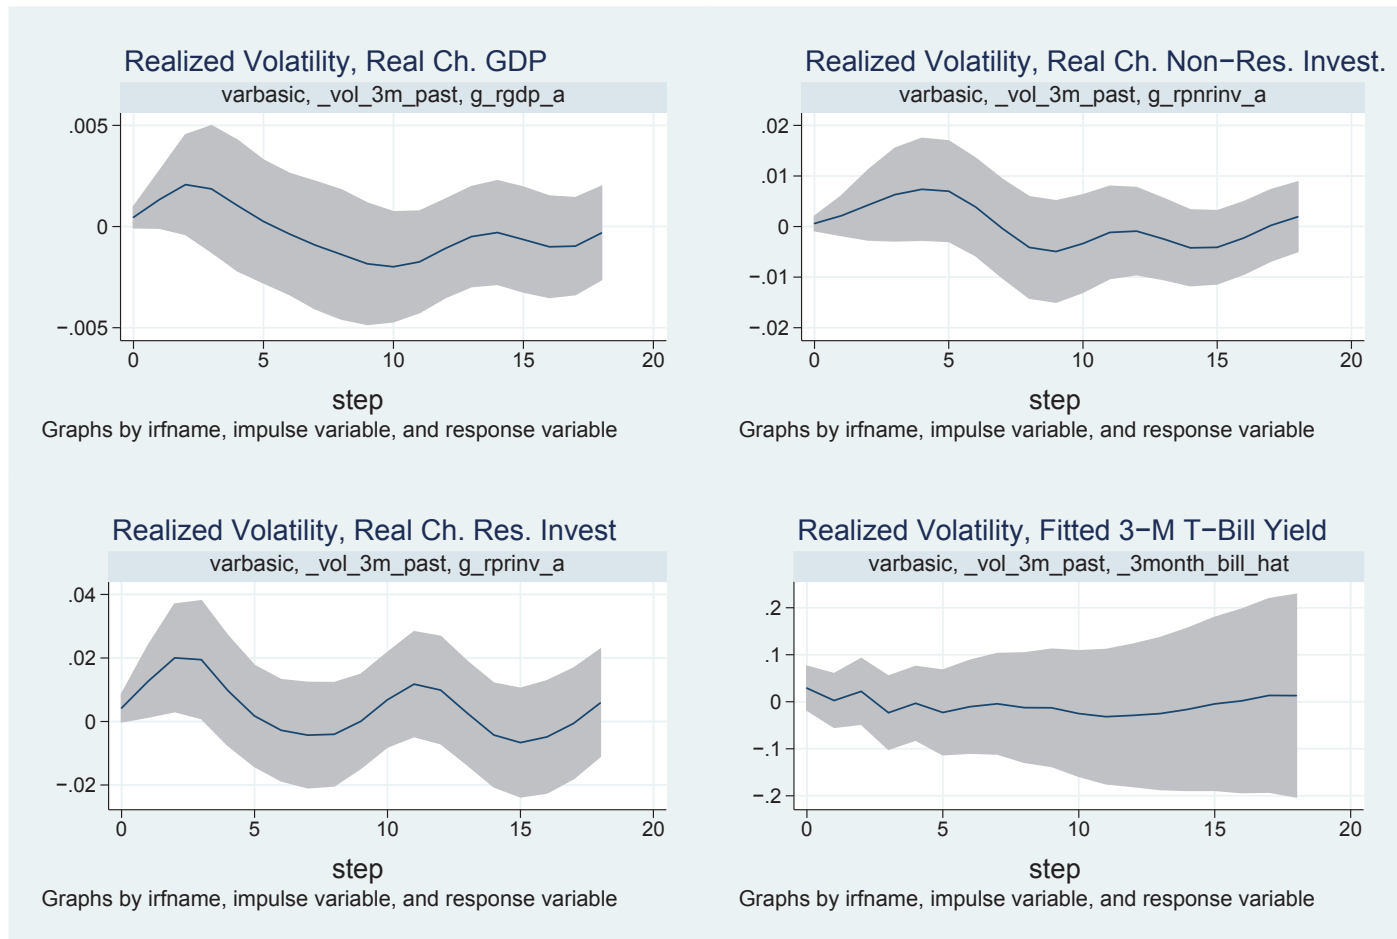 Realized Volatility, Real Ch. GDP
varbasic, _vol_3m_past, g_rgdp_a
.005
0
−.005
0 5 10 15 20
step
Graphs by irfname, impulse variable, and response variable
Realized Volatility, Real Ch. Non−Res. Invest.
varbasic, _vol_3m_past, g_rpnrinv_a
.02
.01
0
−.01
−.02
0 5 10 15 20
step
Graphs by irfname, impulse variable, and response variable
Realized Volatility, Real Ch. Res. Invest
varbasic, _vol_3m_past, g_rprinv_a
.04
.02
0
−.02
0 5 10 15 20
step
Graphs by irfname, impulse variable, and response variable
Realized Volatility, Fitted 3−M T−Bill Yield
varbasic, _vol_3m_past, _3month_bill_hat
.2
.1
0
−.1
−.2
0 5 10 15 20
step
Graphs by irfname, impulse variable, and response variable